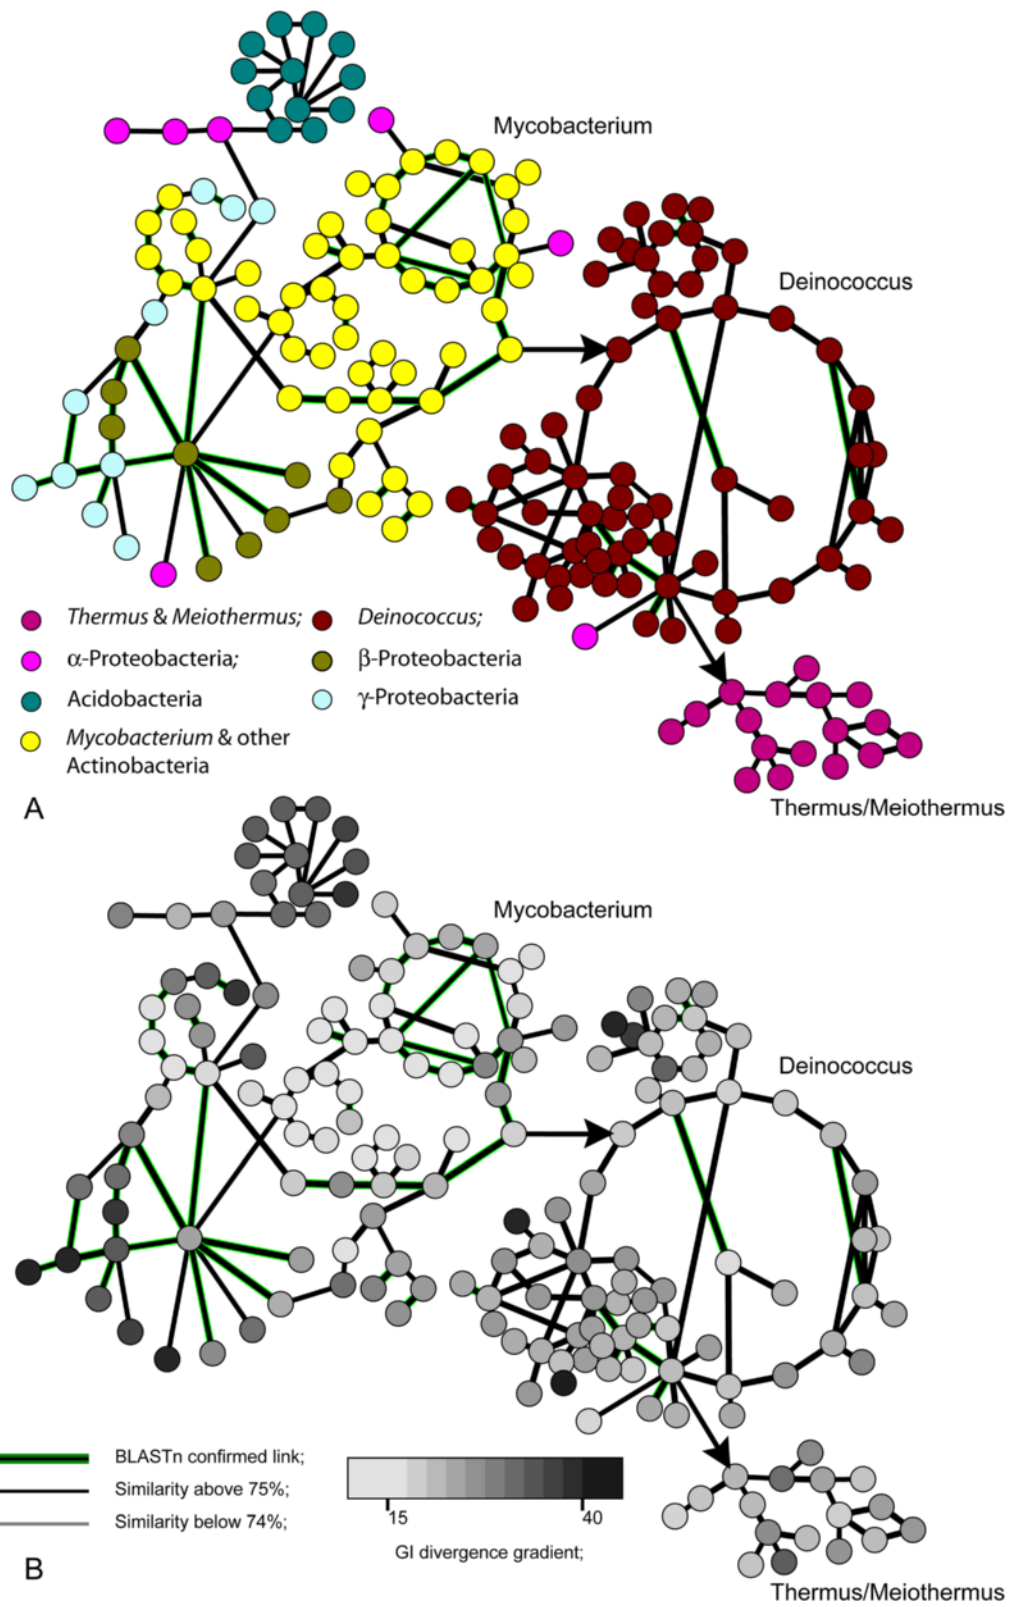 Mycobacterium
Deinococcus
Thermus & Meiothermus;
Deinococcus;
α-Proteobacteria;
β-Proteobacteria
Acidobacteria
γ-Proteobacteria
Mycobacterium & other
Actinobacteria
Thermus/Meiothermus
A
Mycobacterium
Deinococcus
BLASTn confirmed link;
Similarity above 75%;
Similarity below 74%;
15
40
GI divergence gradient;
B
Thermus/Meiothermus